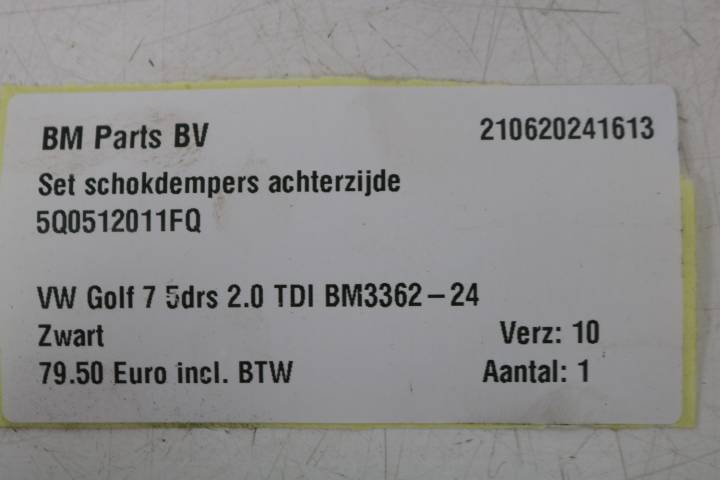 BM Parts BV 210620241613
Set schokdempers achterzijde
5Q0512011FQ
VW Golf 7 5drs 2.0 TDI BM3362-24
Zwart Verz: 10
79.50 Euro incl. BTW Aantal: 1